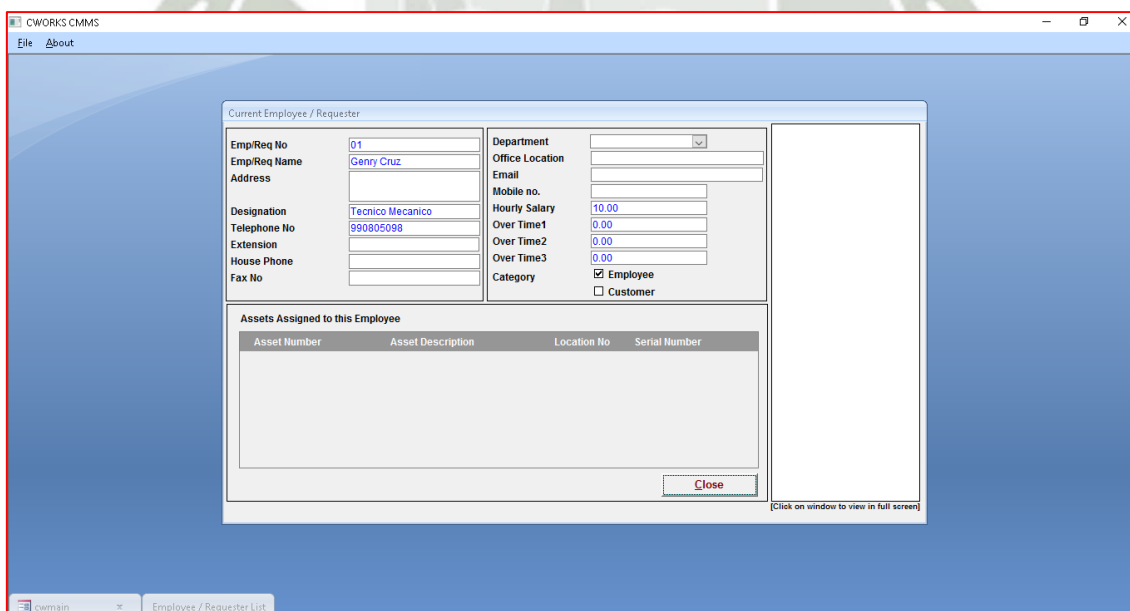 CWORKS CMMS
File About
Current Employee / Requester
Emp/Req No 01
Emp/Req Name Genry Cruz
Address
Designation Tecnico Mecanico
Telephone No 990805098
Extension
House Phone
Fax No
Department
Office Location
Email
Mobile no.
Hourly Salary 10.00
Over Time1 0.00
Over Time2 0.00
Over Time3 0.00
Category Employee
Customer
Assets Assigned to this Employee
Asset Number Asset Description Location No Serial Number
Close
[Click on window to view in full screen]
cwmain Employee / Requester List